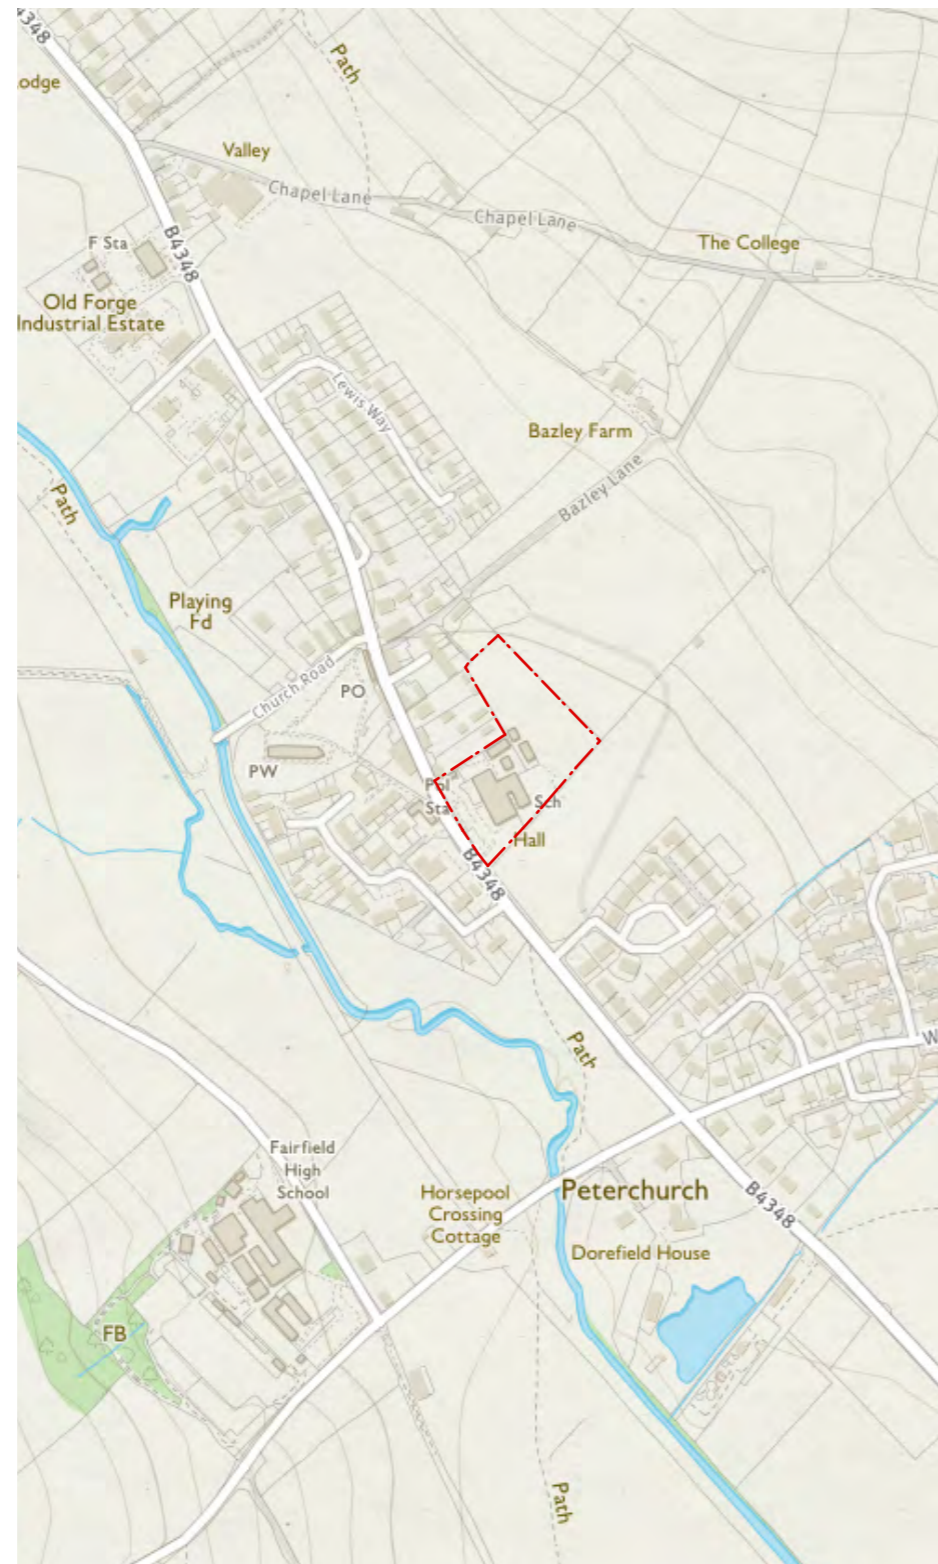 B4348
Lodge
Path
Valley
Chapel Lane
Chapel Lane
The College
F Sta
B4348
Old Forge
Industrial Estate
Lewis Way
Bazley Farm
Bazley Lane
Path
Playing
Fd
Church Road
PO
PW
Pol
Sta
Sch
Hall
B4348
Path
W
Fairfield
High
School
Horsepool
Crossing
Cottage
Peterchurch
B4348
Dorefield House
FB
Path